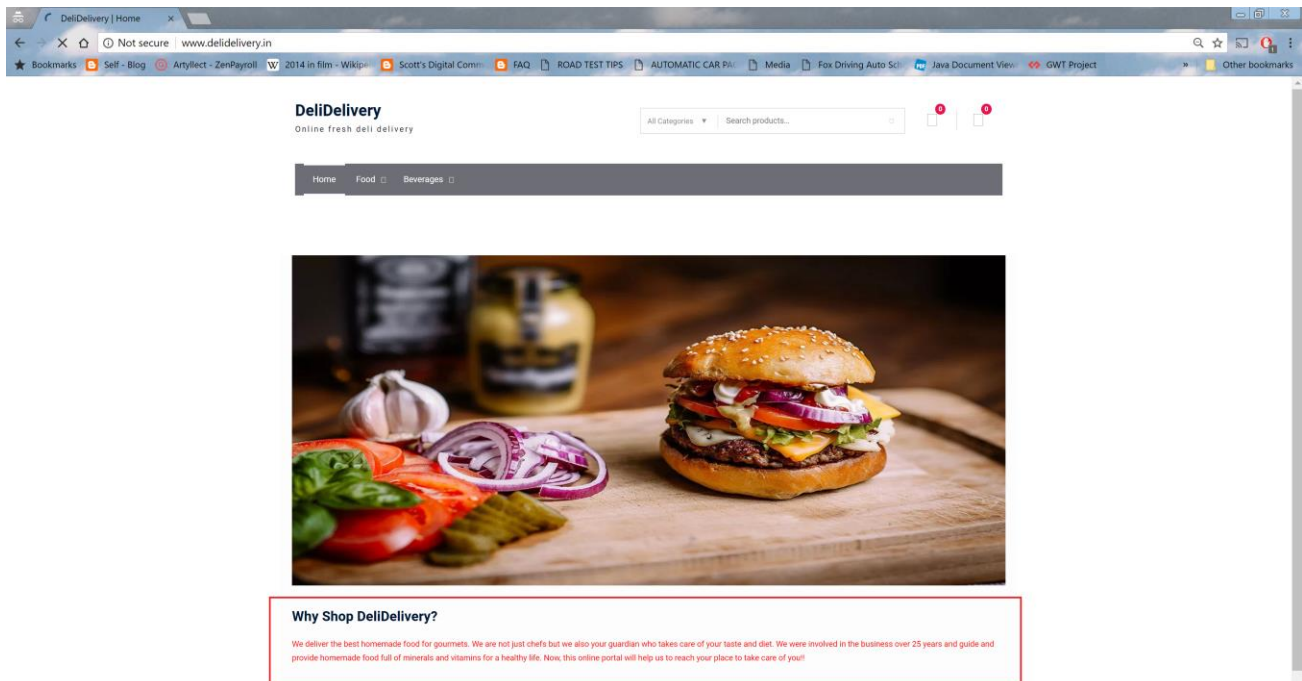 DeliDelivery | Home
Not secure www.delidelivery.in
Bookmarks Self - Blog Artyllect - ZenPayroll 2014 in film - Wikip Scott's Digital Comm FAQ ROAD TEST TIPS AUTOMATIC CAR PA Media Fox Driving Auto Sch Java Document View GWT Project » Other bookmarks
DeliDelivery
Online fresh deli delivery
All Categories Search products...
0
0
Home Food Beverages
Why Shop DeliDelivery?
We deliver the best homemade food for gourmets. We are not just chefs but we also your guardian who takes care of your taste and diet. We were involved in the business over 25 years and guide and
provide homemade food full of minerals and vitamins for a healthy life. Now, this online portal will help us to reach your place to take care of you!!